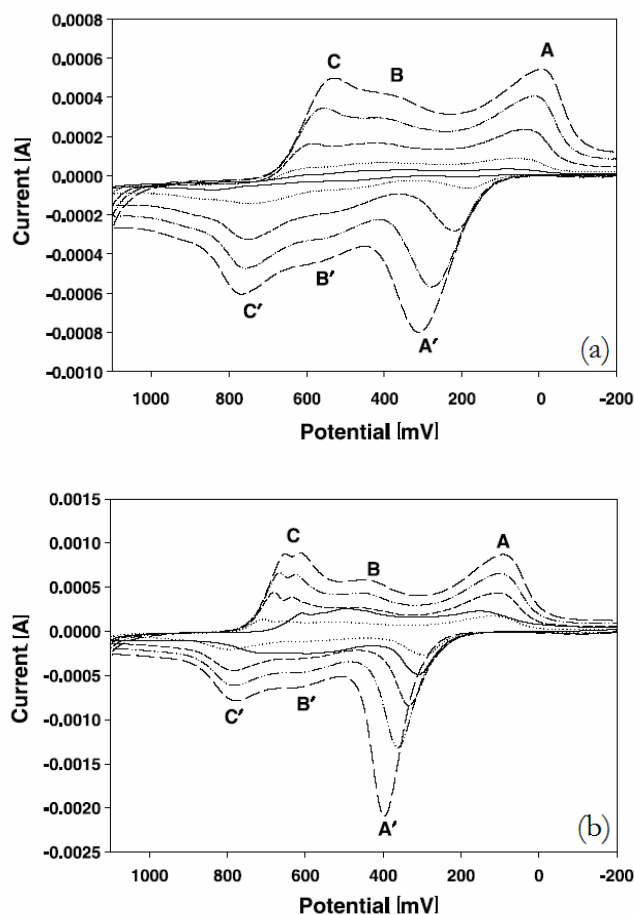 0.0008
0.0006
0.0004
0.0002
0.0000
-0.0002
-0.0004
-0.0006
-0.0008
-0.0010
Current [A]
C
B
A
C′
B′
A′
(a)
1000 800 600 400 200 0 -200
Potential [mV]
0.0015
0.0010
0.0005
0.0000
-0.0005
-0.0010
-0.0015
-0.0020
-0.0025
Current [A]
C
B
A
C′
B′
A′
(b)
1000 800 600 400 200 0 -200
Potential [mV]